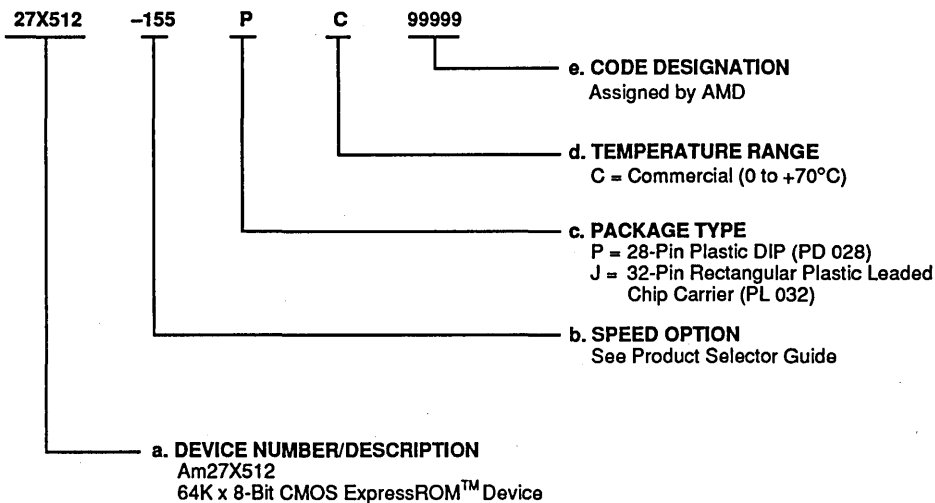 27X512 –155 P C 99999
e. CODE DESIGNATION
Assigned by AMD
d. TEMPERATURE RANGE
C = Commercial (0 to +70°C)
c. PACKAGE TYPE
P = 28-Pin Plastic DIP (PD 028)
J = 32-Pin Rectangular Plastic Leaded
Chip Carrier (PL 032)
b. SPEED OPTION
See Product Selector Guide
a. DEVICE NUMBER/DESCRIPTION
Am27X512
64K x 8-Bit CMOS ExpressROM™ Device